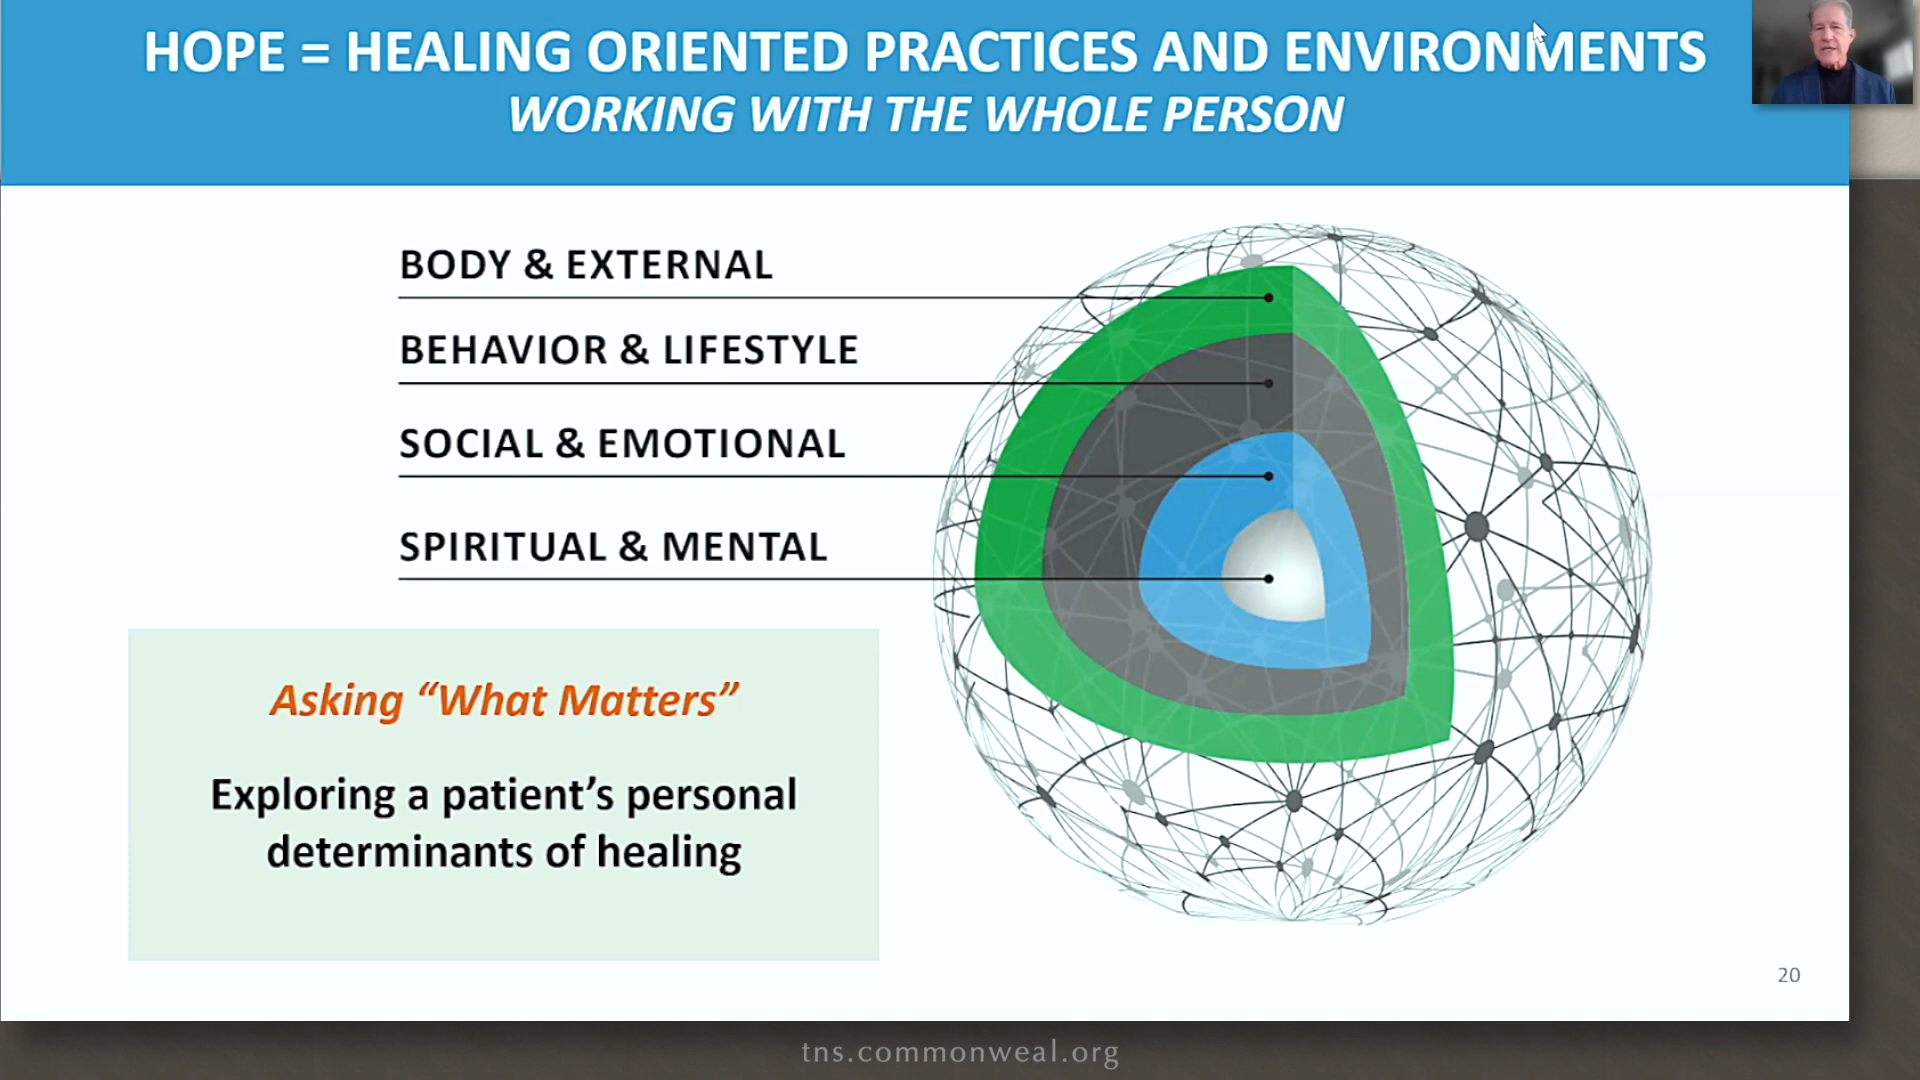 HOPE = HEALING ORIENTED PRACTICES AND ENVIRONMENTS
WORKING WITH THE WHOLE PERSON
BODY & EXTERNAL
BEHAVIOR & LIFESTYLE
SOCIAL & EMOTIONAL
SPIRITUAL & MENTAL
Asking “What Matters”
Exploring a patient’s personal
determinants of healing
20
tns.commonweal.org